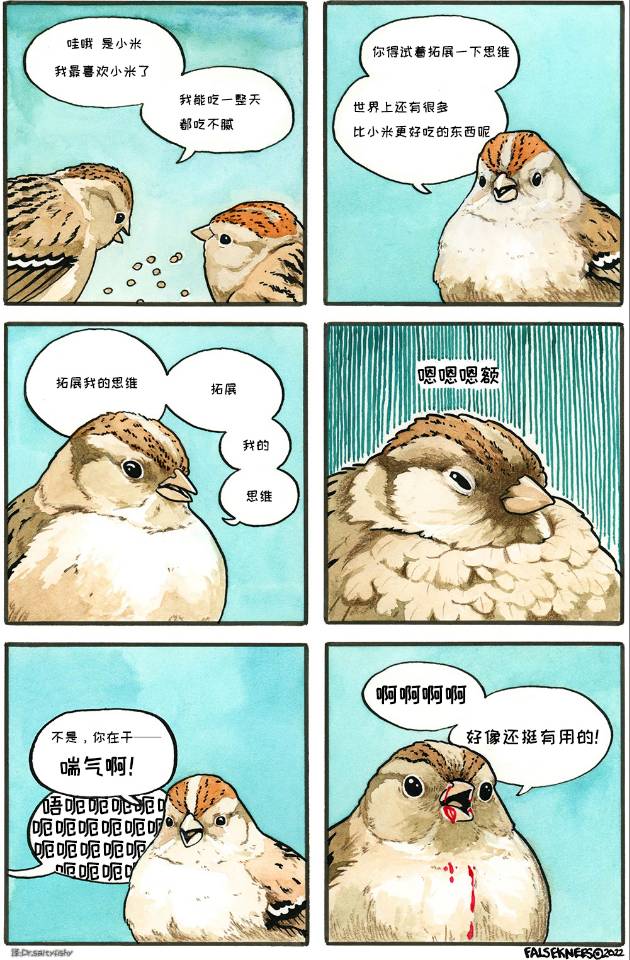 哇哦 是小米
我最喜欢小米了
我能吃一整天
都吃不腻
你得试着拓展一下思维
世界上还有很多
比小米更好吃的东西呢
拓展我的思维
拓展
我的
思维
嗯嗯嗯额
不是，你在干——
喘气啊!
唔呃呃呃呃
呃呃呃呃呃呃
呃呃呃呃呃
呃呃呃呃
啊啊啊啊
好像还挺有用的!
译:Dr.saltyfishy
FALSEKNEES©2022